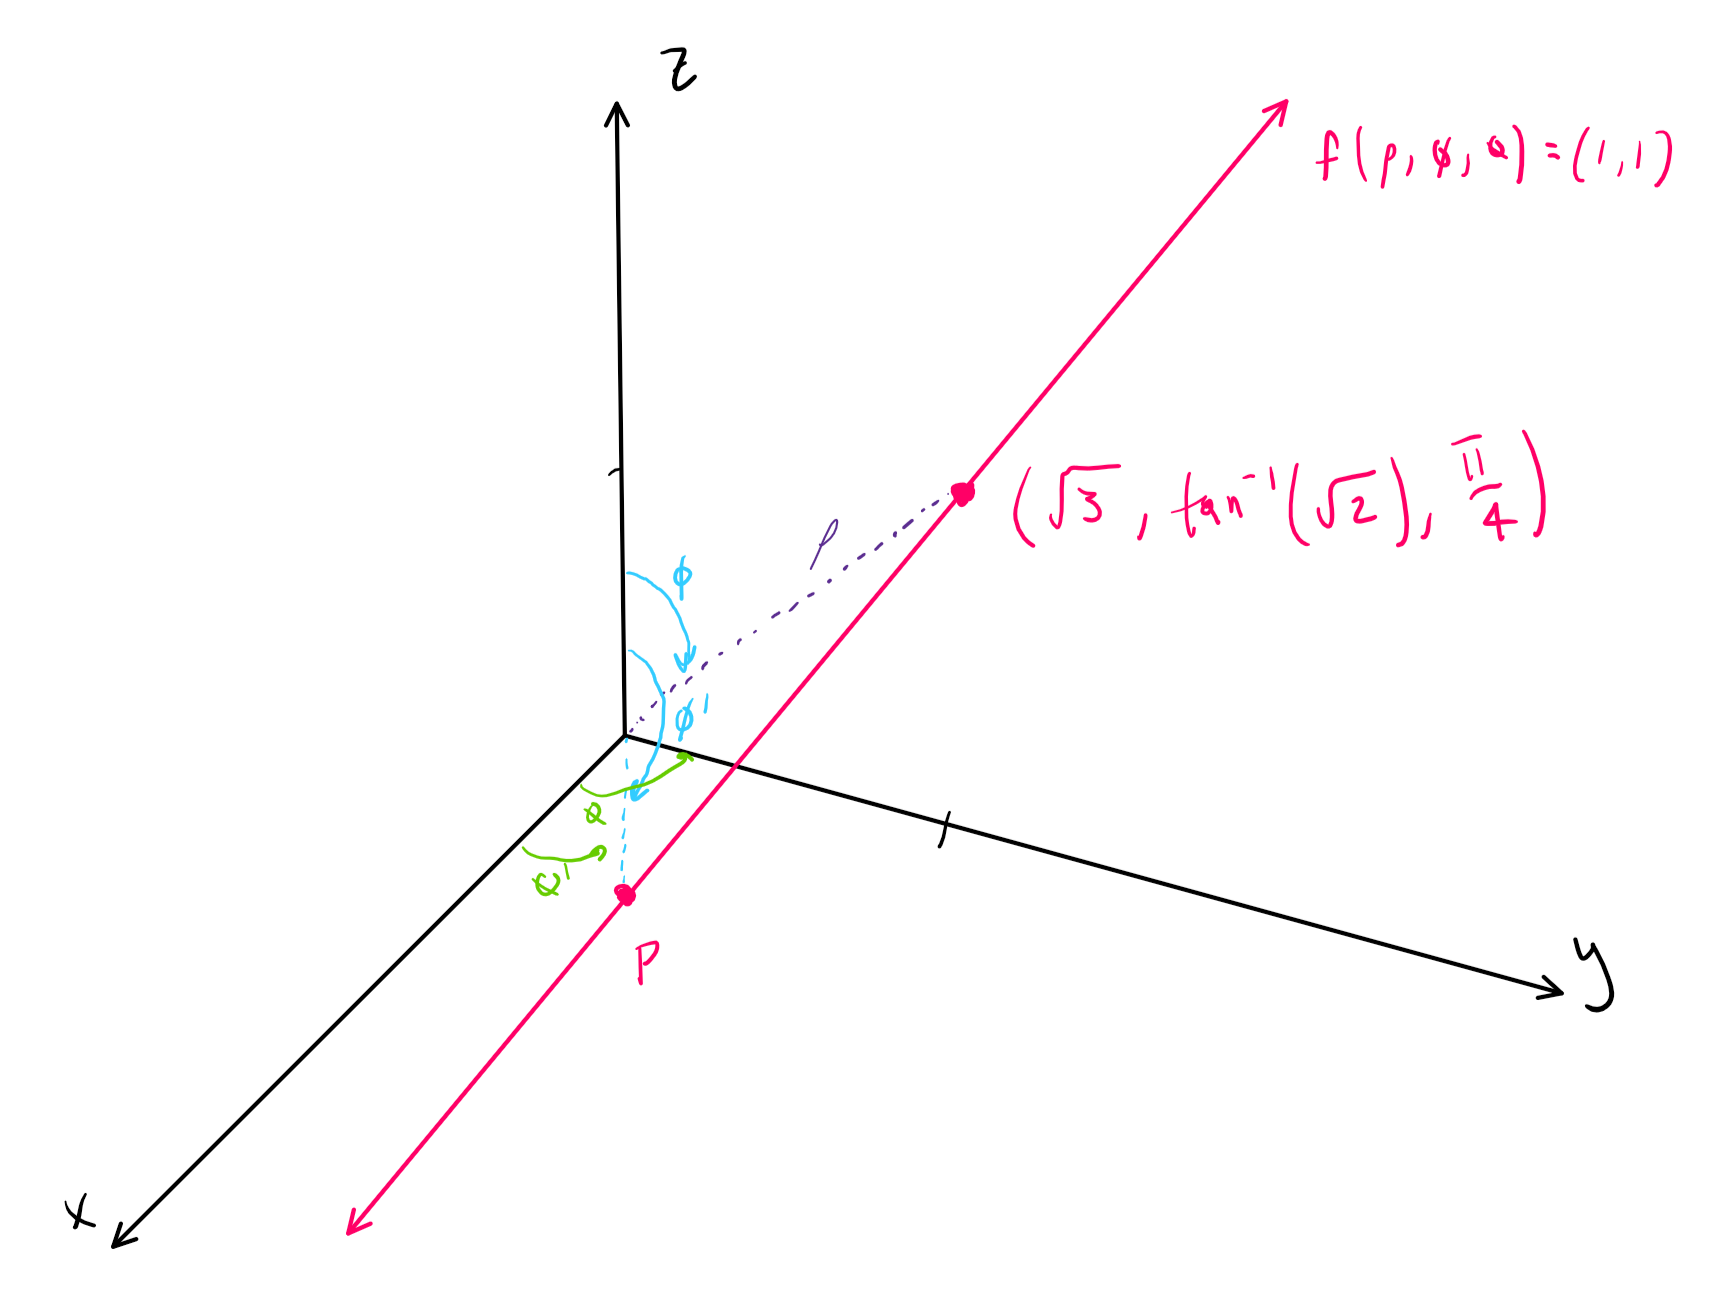 z
f(ρ, φ, θ) = (1, 1)
(√3, tan⁻¹(√2), π/4)
ρ
φ
φ'
θ
θ'
P
y
x